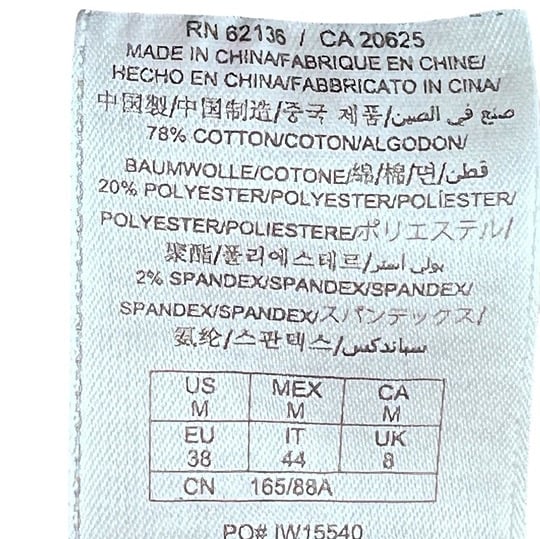 RN 62136 / CA 20625
MADE IN CHINA/FABRIQUE EN CHINE/
HECHO EN CHINA/FABBRICATO IN CINA/
中国製/中国制造/중국 제품/صنع في الصين
78% COTTON/COTON/ALGODON/
BAUMWOLLE/COTONE/綿/棉/면/قطن
20% POLYESTER/POLYESTER/POLÍESTER/
POLYESTER/POLIESTERE/ポリエステル/
聚酯/폴리에스테르/بولي استر
2% SPANDEX/SPANDEX/SPANDEX/
SPANDEX/SPANDEX/スパンテックス/
氨纶/스판덱스/سباندكس
US MEX CA
M M M
EU IT UK
38 44 8
CN 165/88A
PO# IW15540